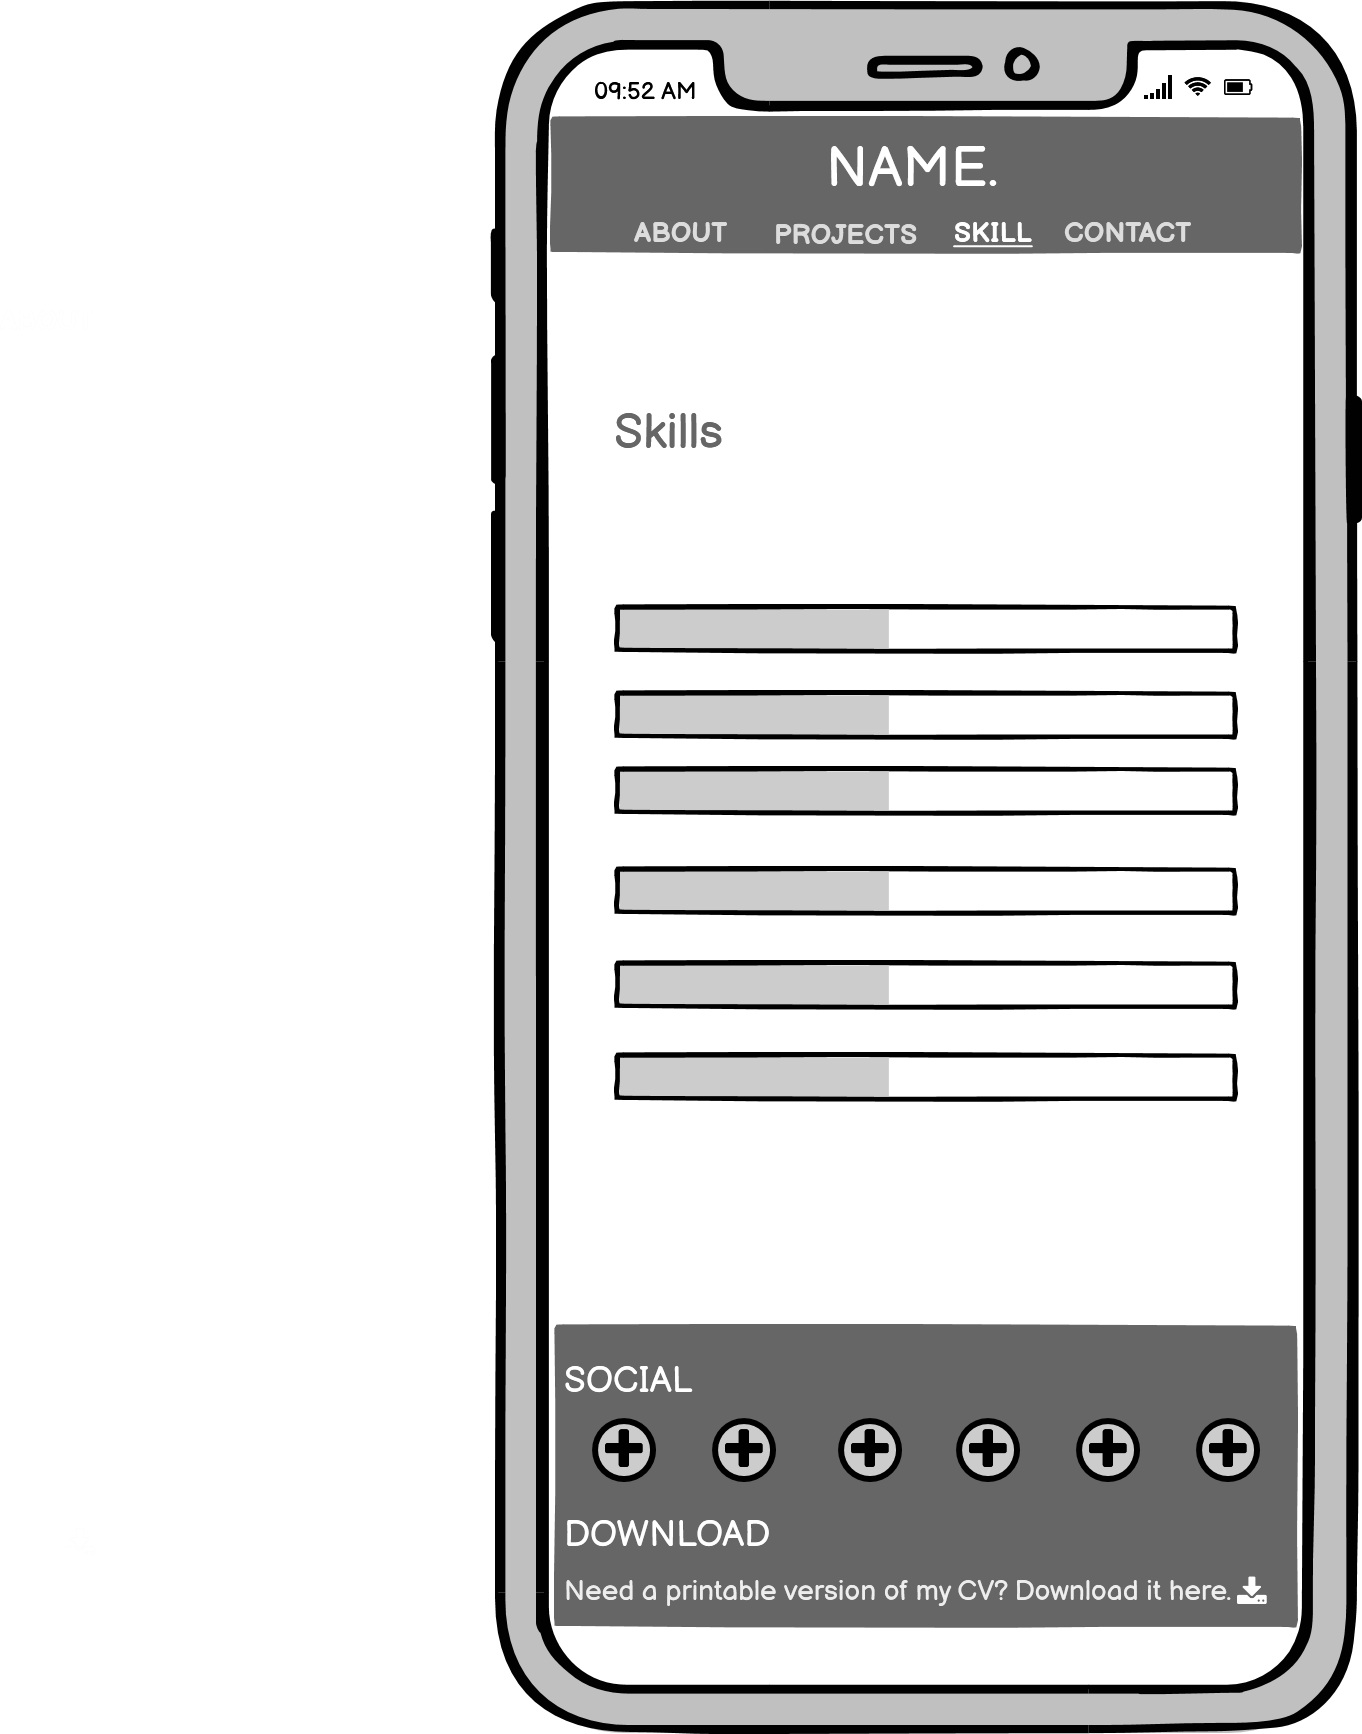 09:52 AM
NAME.
ABOUT PROJECTS SKILL CONTACT
Skills
SOCIAL
DOWNLOAD
Need a printable version of my CV? Download it here.